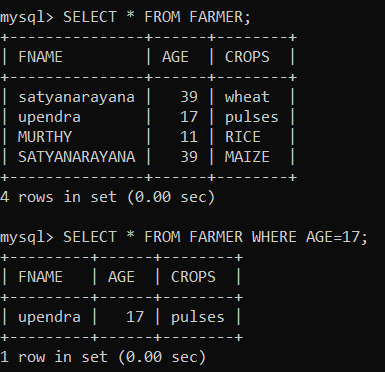 mysql> SELECT * FROM FARMER;
+--------------+------+--------+
| FNAME        | AGE  | CROPS  |
+--------------+------+--------+
| satyanarayana |   39 | wheat  |
| upendra       |   17 | pulses |
| MURTHY        |   11 | RICE   |
| SATYANARAYANA |   39 | MAIZE  |
+---------------+------+--------+
4 rows in set (0.00 sec)
mysql> SELECT * FROM FARMER WHERE AGE=17;
+---------+------+--------+
| FNAME   | AGE  | CROPS  |
+---------+------+--------+
| upendra |   17 | pulses |
+---------+------+--------+
1 row in set (0.00 sec)